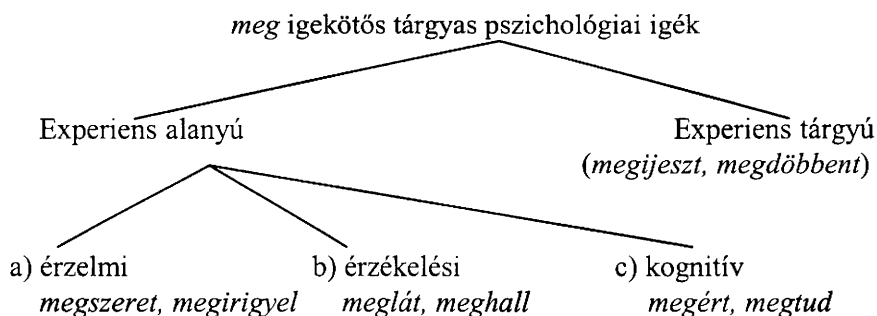 meg igekötős tárgyas pszichológiai igék
Experiens alanyú
Experiens tárgyú
(megijeszt, megdöbbent)
a) érzelmi b) érzékelési c) kognitív
megszeret, megirigyel meglát, meghall megért, megtud